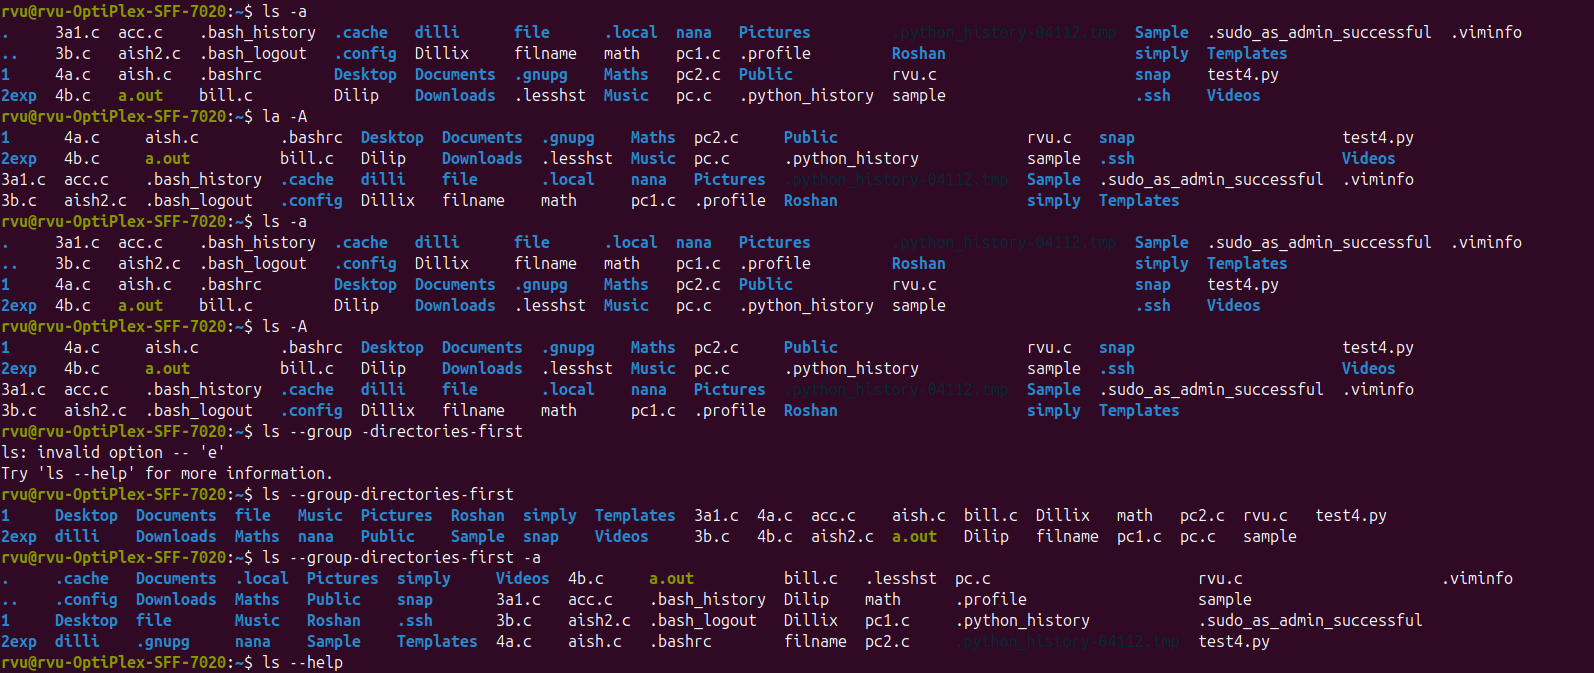 rvu@rvu-OptiPlex-SFF-7020:~$ ls -a
.     3a1.c  acc.c    .bash_history  .cache   dilli      file      .local  nana   Pictures         .python_history-04112.tmp  Sample  .sudo_as_admin_successful  .viminfo
..    3b.c   aish2.c  .bash_logout   .config  Dillix     filname   math    pc1.c  .profile         Roshan                     simply  Templates
1     4a.c   aish.c   .bashrc        Desktop  Documents  .gnupg    Maths   pc2.c  Public           rvu.c                      snap    test4.py
2exp  4b.c   a.out    bill.c         Dilip    Downloads  .lesshst  Music   pc.c   .python_history  sample                     .ssh    Videos
rvu@rvu-OptiPlex-SFF-7020:~$ la -A
1      4a.c     aish.c         .bashrc  Desktop  Documents  .gnupg    Maths  pc2.c     Public                     rvu.c   snap                       test4.py
2exp   4b.c     a.out          bill.c   Dilip    Downloads  .lesshst  Music  pc.c      .python_history            sample  .ssh                       Videos
3a1.c  acc.c    .bash_history  .cache   dilli    file       .local    nana   Pictures  .python_history-04112.tmp  Sample  .sudo_as_admin_successful  .viminfo
3b.c   aish2.c  .bash_logout   .config  Dillix   filname    math      pc1.c  .profile  Roshan                     simply  Templates
rvu@rvu-OptiPlex-SFF-7020:~$ ls -a
.     3a1.c  acc.c    .bash_history  .cache   dilli      file      .local  nana   Pictures         .python_history-04112.tmp  Sample  .sudo_as_admin_successful  .viminfo
..    3b.c   aish2.c  .bash_logout   .config  Dillix     filname   math    pc1.c  .profile         Roshan                     simply  Templates
1     4a.c   aish.c   .bashrc        Desktop  Documents  .gnupg    Maths   pc2.c  Public           rvu.c                      snap    test4.py
2exp  4b.c   a.out    bill.c         Dilip    Downloads  .lesshst  Music   pc.c   .python_history  sample                     .ssh    Videos
rvu@rvu-OptiPlex-SFF-7020:~$ ls -A
1      4a.c     aish.c         .bashrc  Desktop  Documents  .gnupg    Maths  pc2.c     Public                     rvu.c   snap                       test4.py
2exp   4b.c     a.out          bill.c   Dilip    Downloads  .lesshst  Music  pc.c      .python_history            sample  .ssh                       Videos
3a1.c  acc.c    .bash_history  .cache   dilli    file       .local    nana   Pictures  .python_history-04112.tmp  Sample  .sudo_as_admin_successful  .viminfo
3b.c   aish2.c  .bash_logout   .config  Dillix   filname    math      pc1.c  .profile  Roshan                     simply  Templates
rvu@rvu-OptiPlex-SFF-7020:~$ ls --group -directories-first
ls: invalid option -- 'e'
Try 'ls --help' for more information.
rvu@rvu-OptiPlex-SFF-7020:~$ ls --group-directories-first
1     Desktop  Documents  file   Music  Pictures  Roshan  simply  Templates  3a1.c  4a.c  acc.c    aish.c  bill.c  Dillix   math   pc2.c  rvu.c   test4.py
2exp  dilli    Downloads  Maths  nana   Public    Sample  snap    Videos     3b.c   4b.c  aish2.c  a.out   Dilip   filname  pc1.c  pc.c   sample
rvu@rvu-OptiPlex-SFF-7020:~$ ls --group-directories-first -a
.     .cache   Documents  .local  Pictures  simply     Videos  4b.c     a.out          bill.c   .lesshst  pc.c                       rvu.c                      .viminfo
..    .config  Downloads  Maths   Public    snap       3a1.c   acc.c    .bash_history  Dilip    math      .profile                   sample
1     Desktop  file       Music   Roshan    .ssh       3b.c    aish2.c  .bash_logout   Dillix   pc1.c     .python_history            .sudo_as_admin_successful
2exp  dilli    .gnupg     nana    Sample    Templates  4a.c    aish.c   .bashrc        filname  pc2.c     .python_history-04112.tmp  test4.py
rvu@rvu-OptiPlex-SFF-7020:~$ ls --help